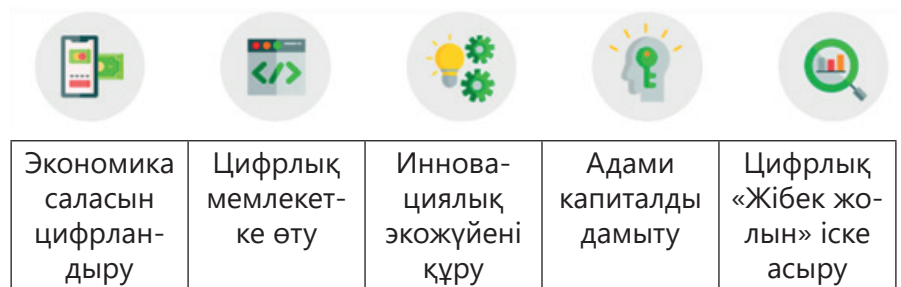 Экономика
саласын
цифрлан-
дыру
Цифрлық
мемлекет-
ке өту
Иннова-
циялық
экожүйені
құру
Адами
капиталды
дамыту
Цифрлық
«Жібек жо-
лын» іске
асыру